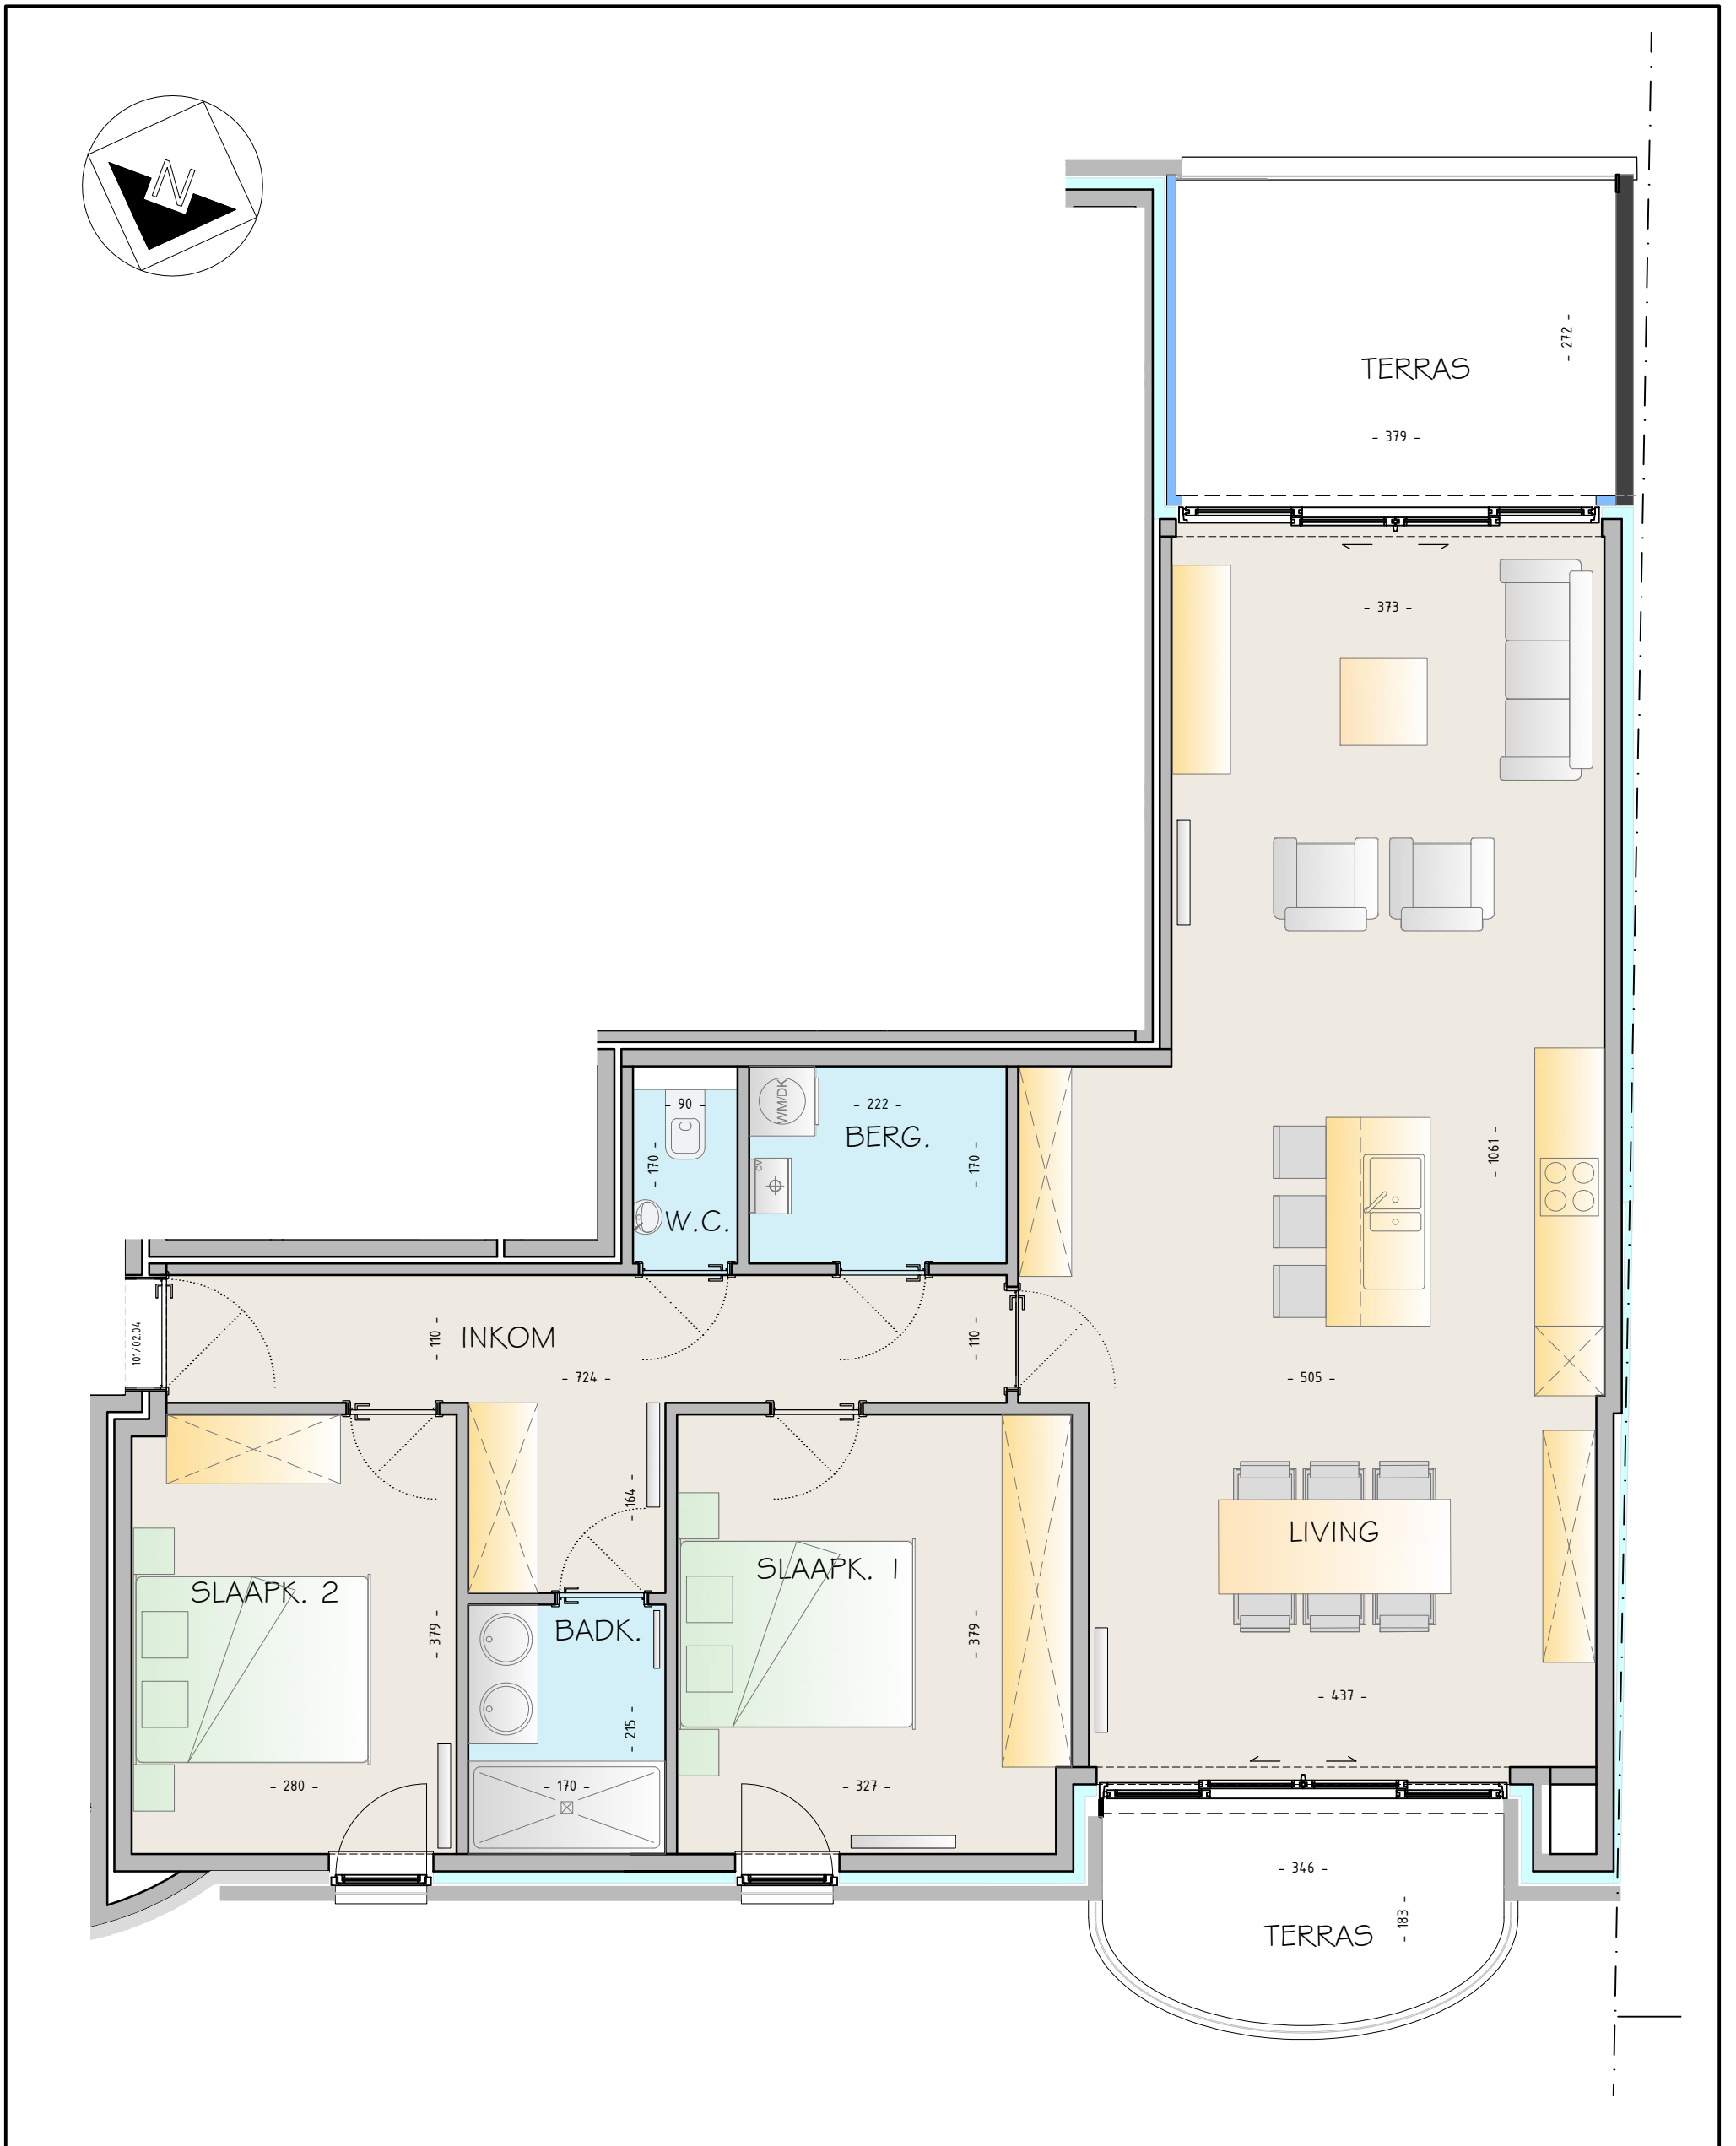 N
TERRAS
- 272 -
- 379 -
- 373 -
- 90 -
WM/DK
- 222 -
BERG.
- 170 -
CV
- 170 -
- 1061 -
W.C.
101/02.04
- 110 -
INKOM
- 110 -
- 724 -
- 505 -
- 164 -
LIVING
SLAAPK. 1
SLAAPK. 2
BADK.
- 379 -
- 379 -
- 437 -
- 215 -
- 280 -
- 170 -
- 327 -
- 346 -
- 183 -
TERRAS